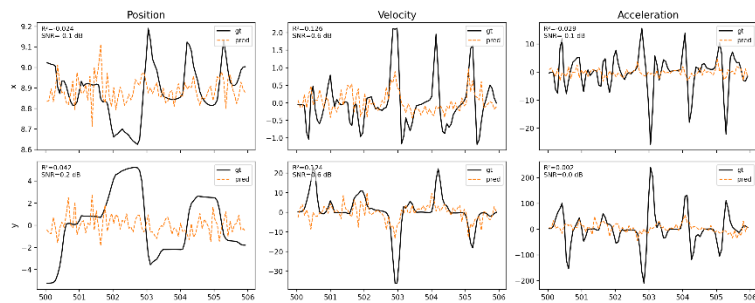 Position
Velocity
Acceleration
R²=-0.024
SNR=-0.1 dB
gt
pred
R²=0.126
SNR=0.6 dB
gt
pred
R²=-0.029
SNR=-0.1 dB
gt
pred
x
9.2
9.1
9.0
8.9
8.8
8.7
8.6
2.0
1.5
1.0
0.5
0.0
-0.5
-1.0
10
0
-10
-20
R²=0.042
SNR=0.2 dB
gt
pred
R²=0.124
SNR=0.6 dB
gt
pred
R²=0.002
SNR=0.0 dB
gt
pred
y
4
2
0
-2
-4
20
10
0
-10
-20
-30
200
100
0
-100
-200
500 501 502 503 504 505 506
500 501 502 503 504 505 506
500 501 502 503 504 505 506